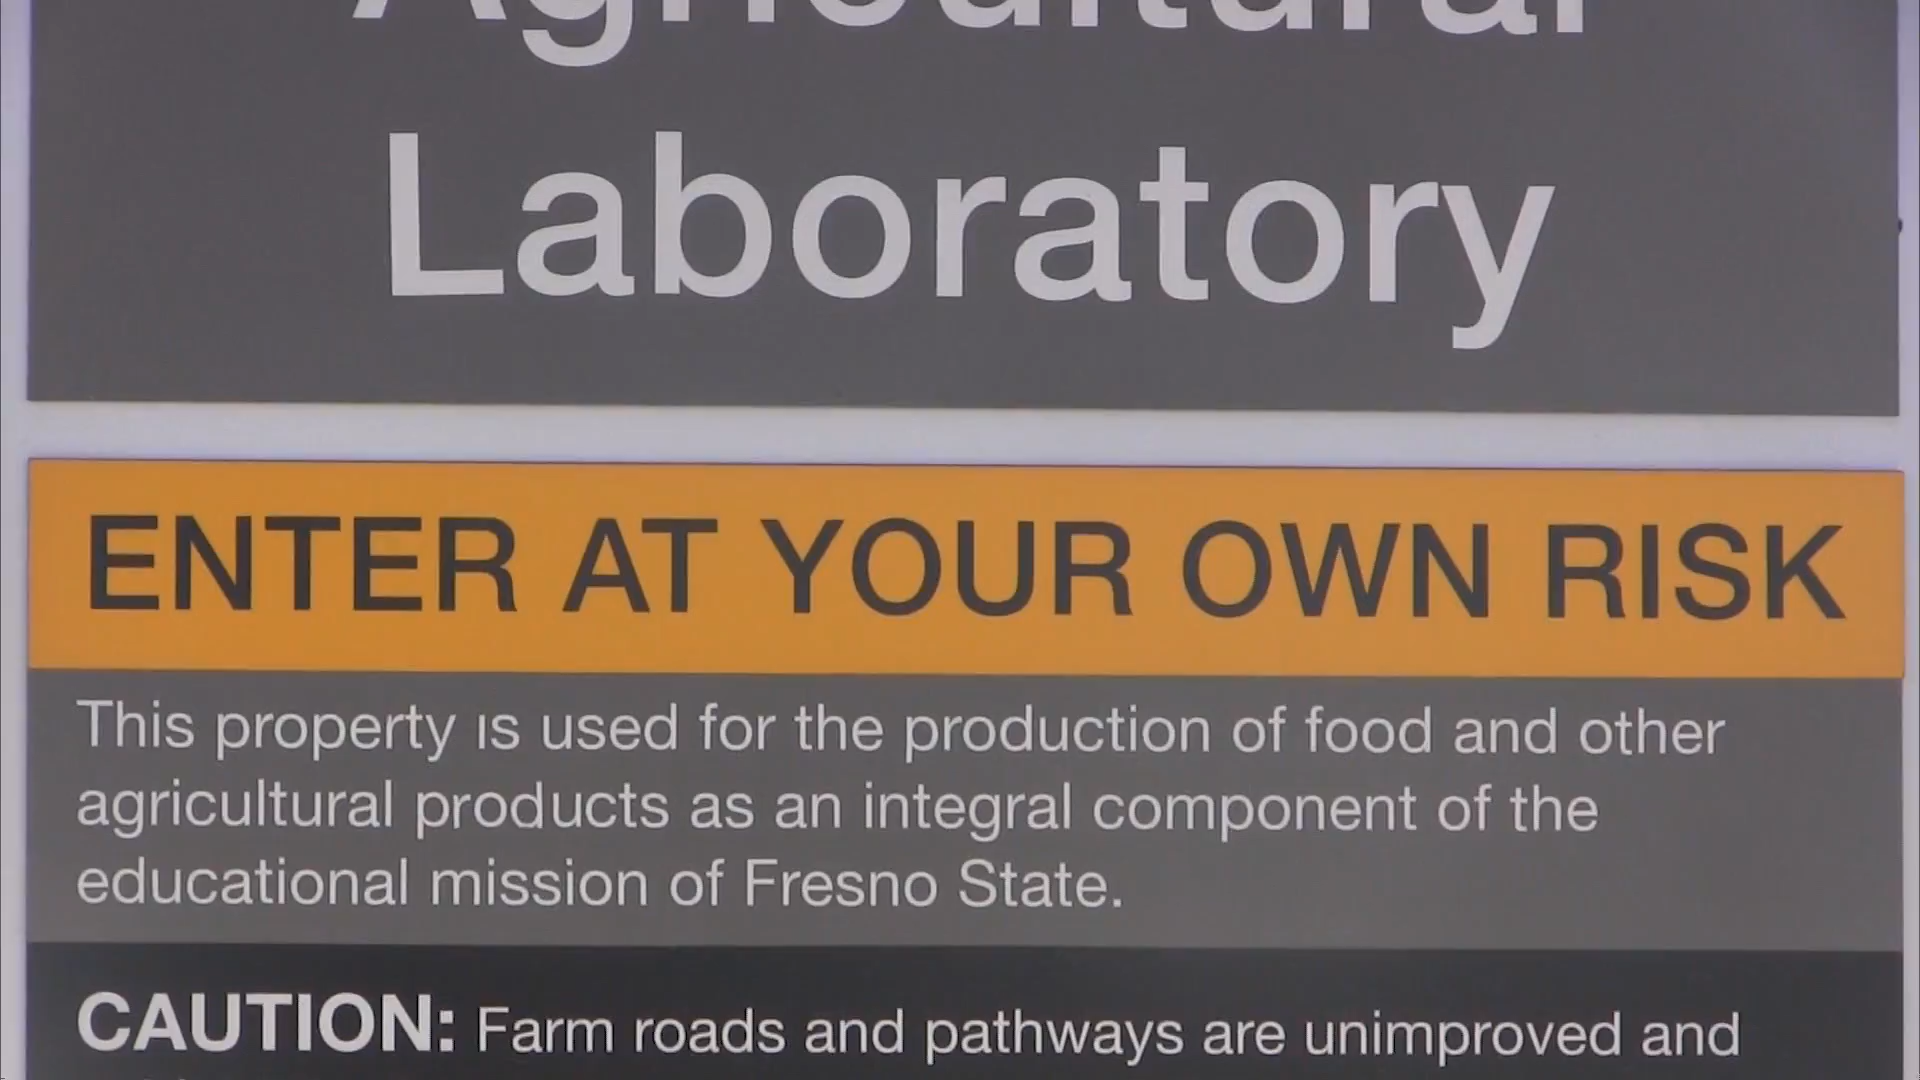 Agricultural
Laboratory
ENTER AT YOUR OWN RISK
This property is used for the production of food and other
agricultural products as an integral component of the
educational mission of Fresno State.
CAUTION: Farm roads and pathways are unimproved and